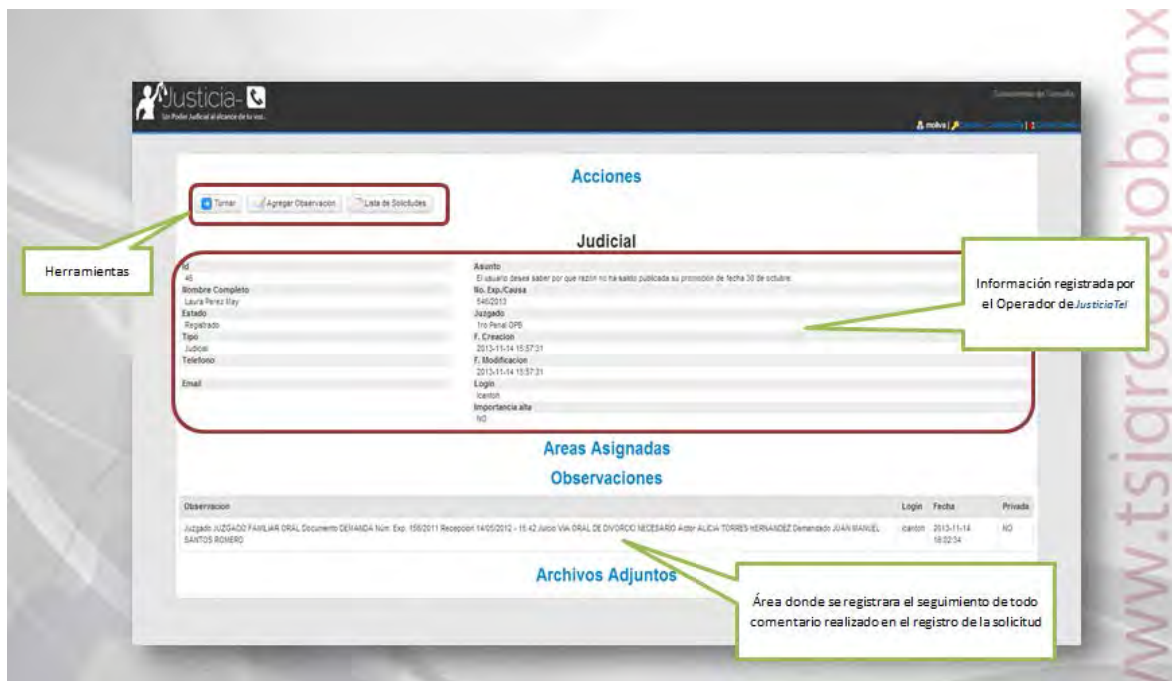 Justicia-
Un Poder Judicial al alcance de tu voz.
molva |
Acciones
Turnar
Agregar Observación
Lista de Solicitudes
Herramientas
Judicial
Id
46
Nombre Completo
Laura Perez May
Estado
Registrado
Tipo
Judicial
Telefono
Email
Asunto
El usuario desea saber por que razón no ha salido publicada su promoción de fecha 30 de octubre.
No. Exp./Causa
546/2013
Juzgado
1ro Penal OPB
F. Creacion
2013-11-14 15:57:31
F. Modificacion
2013-11-14 15:57:31
Login
icanton
Importancia alta
NO
Información registrada por
el Operador de JusticiaTel
Areas Asignadas
Observaciones
Observacion Login Fecha Privada
Juzgado JUZGADO FAMILIAR ORAL Documento DEMANDA Núm. Exp. 156/2011 Recepcion 14/05/2012 - 15:42 Juicio VIA ORAL DE DIVORCIO NECESARIO Actor ALICIA TORRES HERNANDEZ Demandado JUAN MANUEL
SANTOS ROMERO
icanton 2013-11-14 NO
18:02:34
Archivos Adjuntos
Área donde se registrara el seguimiento de todo
comentario realizado en el registro de la solicitud
www.tsjqroo.gob.mx